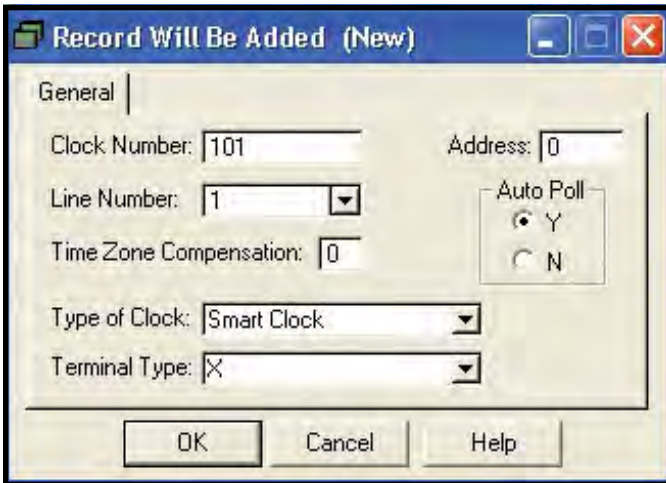 Record Will Be Added (New)
General
Clock Number: 101 Address: 0
Line Number: 1 Auto Poll
Y
Time Zone Compensation: 0 N
Type of Clock: Smart Clock
Terminal Type: X
OK Cancel Help